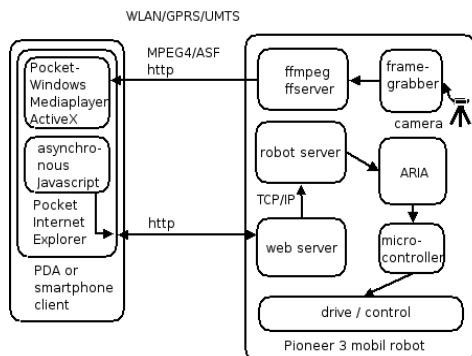 WLAN/GPRS/UMTS
Pocket-
Windows
Mediaplayer
ActiveX
asynchro-
nous
Javascript
Pocket
Internet
Explorer
PDA or
smartphone
client
MPEG4/ASF
http
http
ffmpeg
ffserver
frame-
grabber
camera
robot server
ARIA
TCP/IP
web server
micro-
controller
drive / control
Pioneer 3 mobil robot